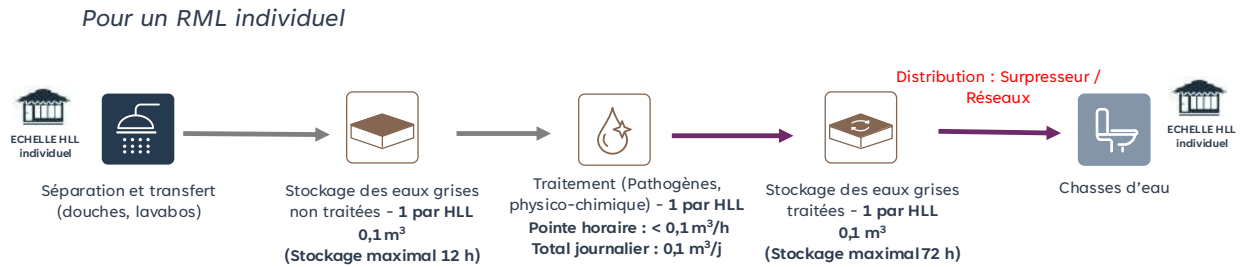 Pour un RML individuel
Distribution : Surpresseur /
Réseaux
ECHELLE HLL
individuel
ECHELLE HLL
individuel
Séparation et transfert
(douches, lavabos)
Stockage des eaux grises
non traitées - 1 par HLL
0,1 m³
(Stockage maximal 12 h)
Traitement (Pathogènes,
physico-chimique) - 1 par HLL
Pointe horaire : < 0,1 m³/h
Total journalier : 0,1 m³/j
Stockage des eaux grises
traitées - 1 par HLL
0,1 m³
(Stockage maximal 72 h)
Chasses d'eau